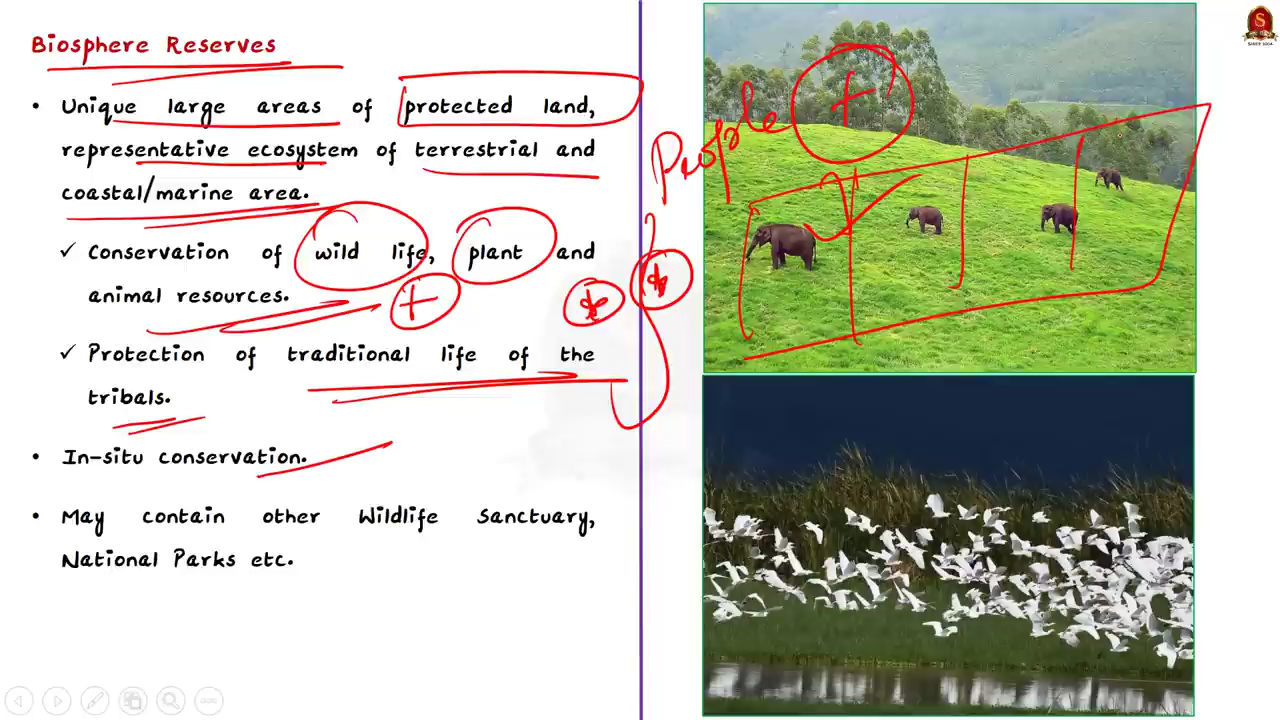 Biosphere Reserves
• Unique large areas of protected land,
representative ecosystem of terrestrial and
coastal/marine area.
✓ Conservation of wild life, plant and
animal resources.
✓ Protection of traditional life of the
tribals.
• In-situ conservation.
• May contain other Wildlife Sanctuary,
National Parks etc.
People
S